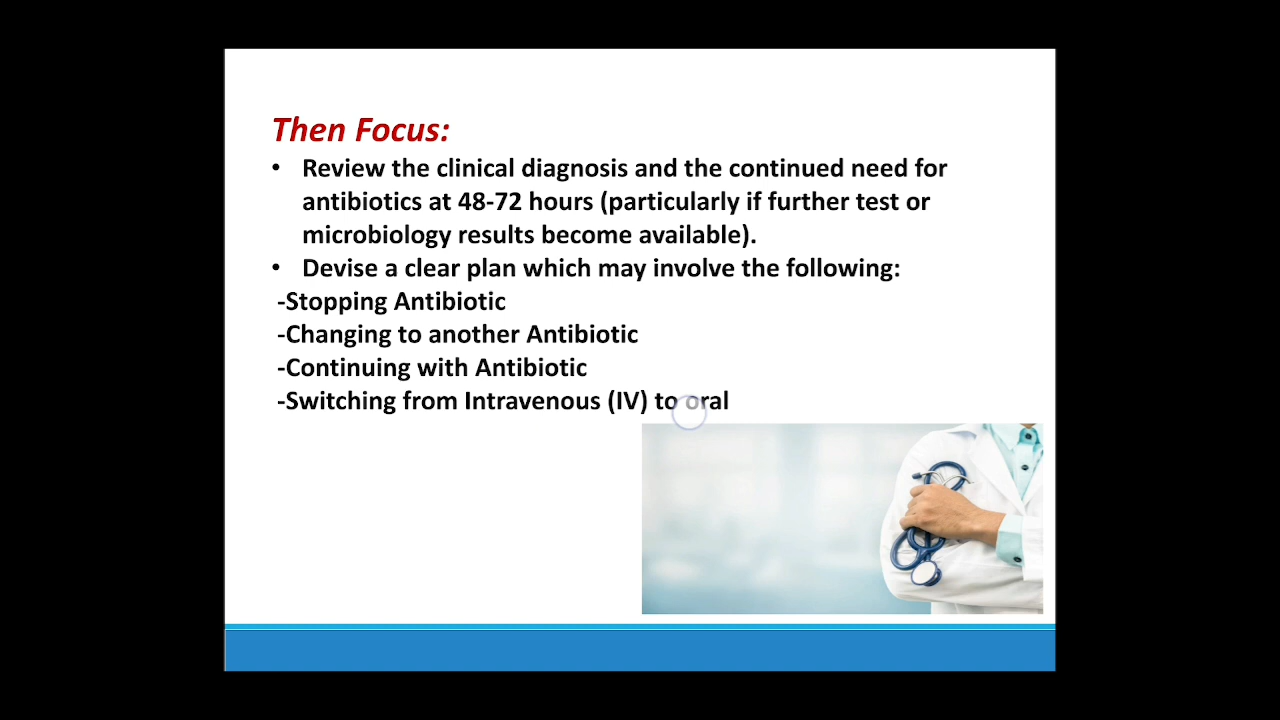 Then Focus:
• Review the clinical diagnosis and the continued need for
antibiotics at 48-72 hours (particularly if further test or
microbiology results become available).
• Devise a clear plan which may involve the following:
-Stopping Antibiotic
-Changing to another Antibiotic
-Continuing with Antibiotic
-Switching from Intravenous (IV) to oral